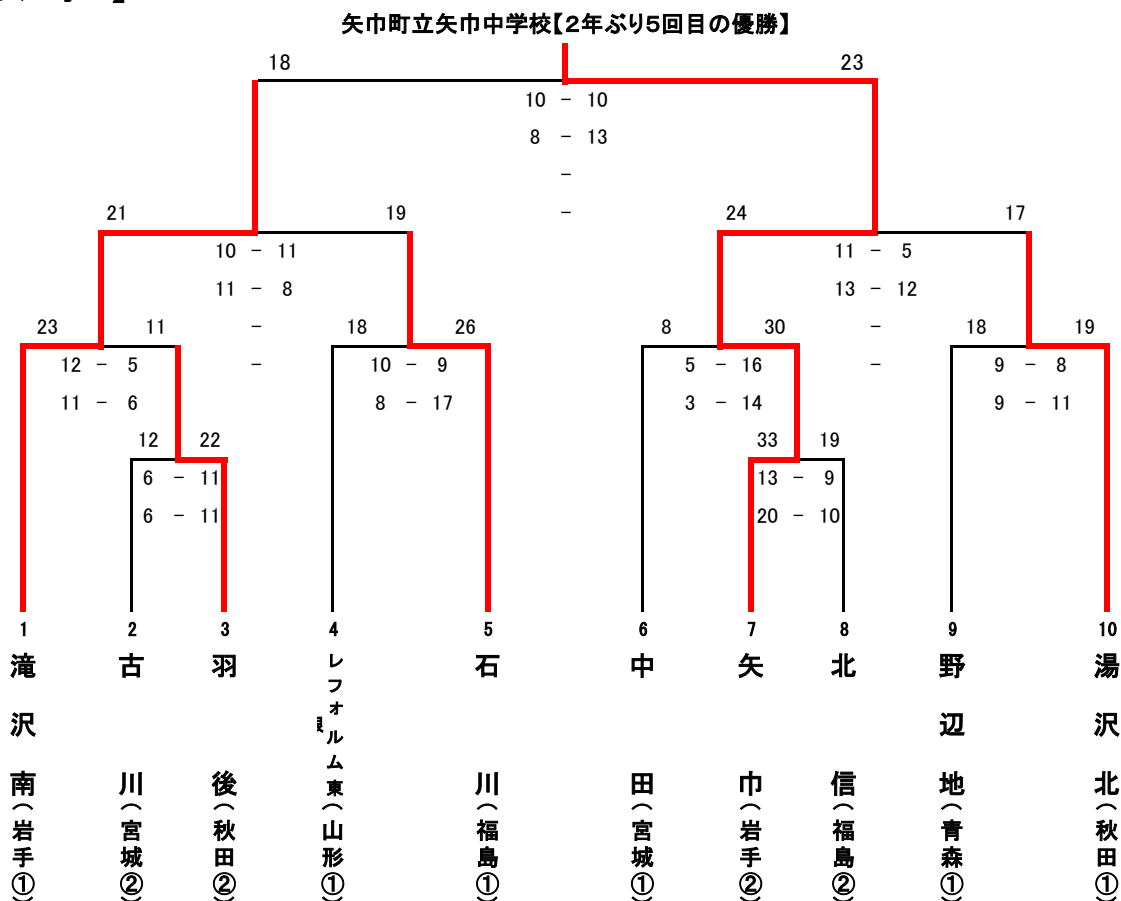 矢巾町立矢巾中学校【2年ぶり5回目の優勝】
18 23
10 - 10
8 - 13
-
-
21 19 24 17
10 - 11 11 - 5
11 - 8 13 - 12
- -
- -
23 11 18 26 8 30 18 19
12 - 5 10 - 9 5 - 16 9 - 8
11 - 6 8 - 17 3 - 14 9 - 11
12 22 33 19
6 - 11 13 - 9
6 - 11 20 - 10
1 2 3 4 5 6 7 8 9 10
滝沢南(岩手①)
古川(宮城②)
羽後(秋田②)
レフォルム東(山形①)
石川(福島①)
中田(宮城①)
矢巾(岩手②)
北信(福島②)
野辺地(青森①)
湯沢北(秋田①)